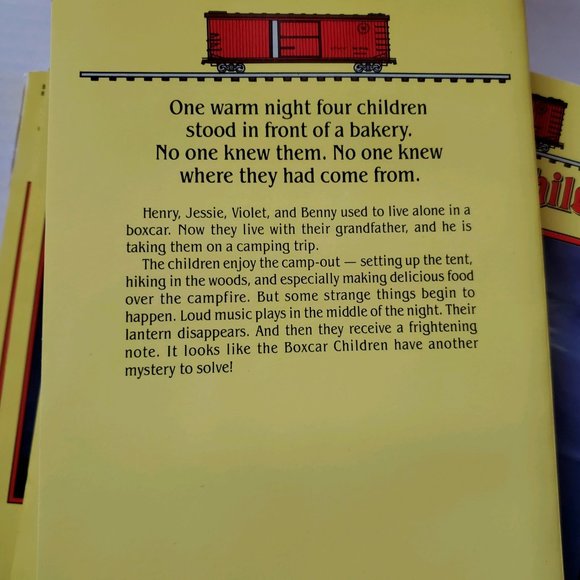 One warm night four children
stood in front of a bakery.
No one knew them. No one knew
where they had come from.
Henry, Jessie, Violet, and Benny used to live alone in a
boxcar. Now they live with their grandfather, and he is
taking them on a camping trip.
The children enjoy the camp-out — setting up the tent,
hiking in the woods, and especially making delicious food
over the campfire. But some strange things begin to
happen. Loud music plays in the middle of the night. Their
lantern disappears. And then they receive a frightening
note. It looks like the Boxcar Children have another
mystery to solve!